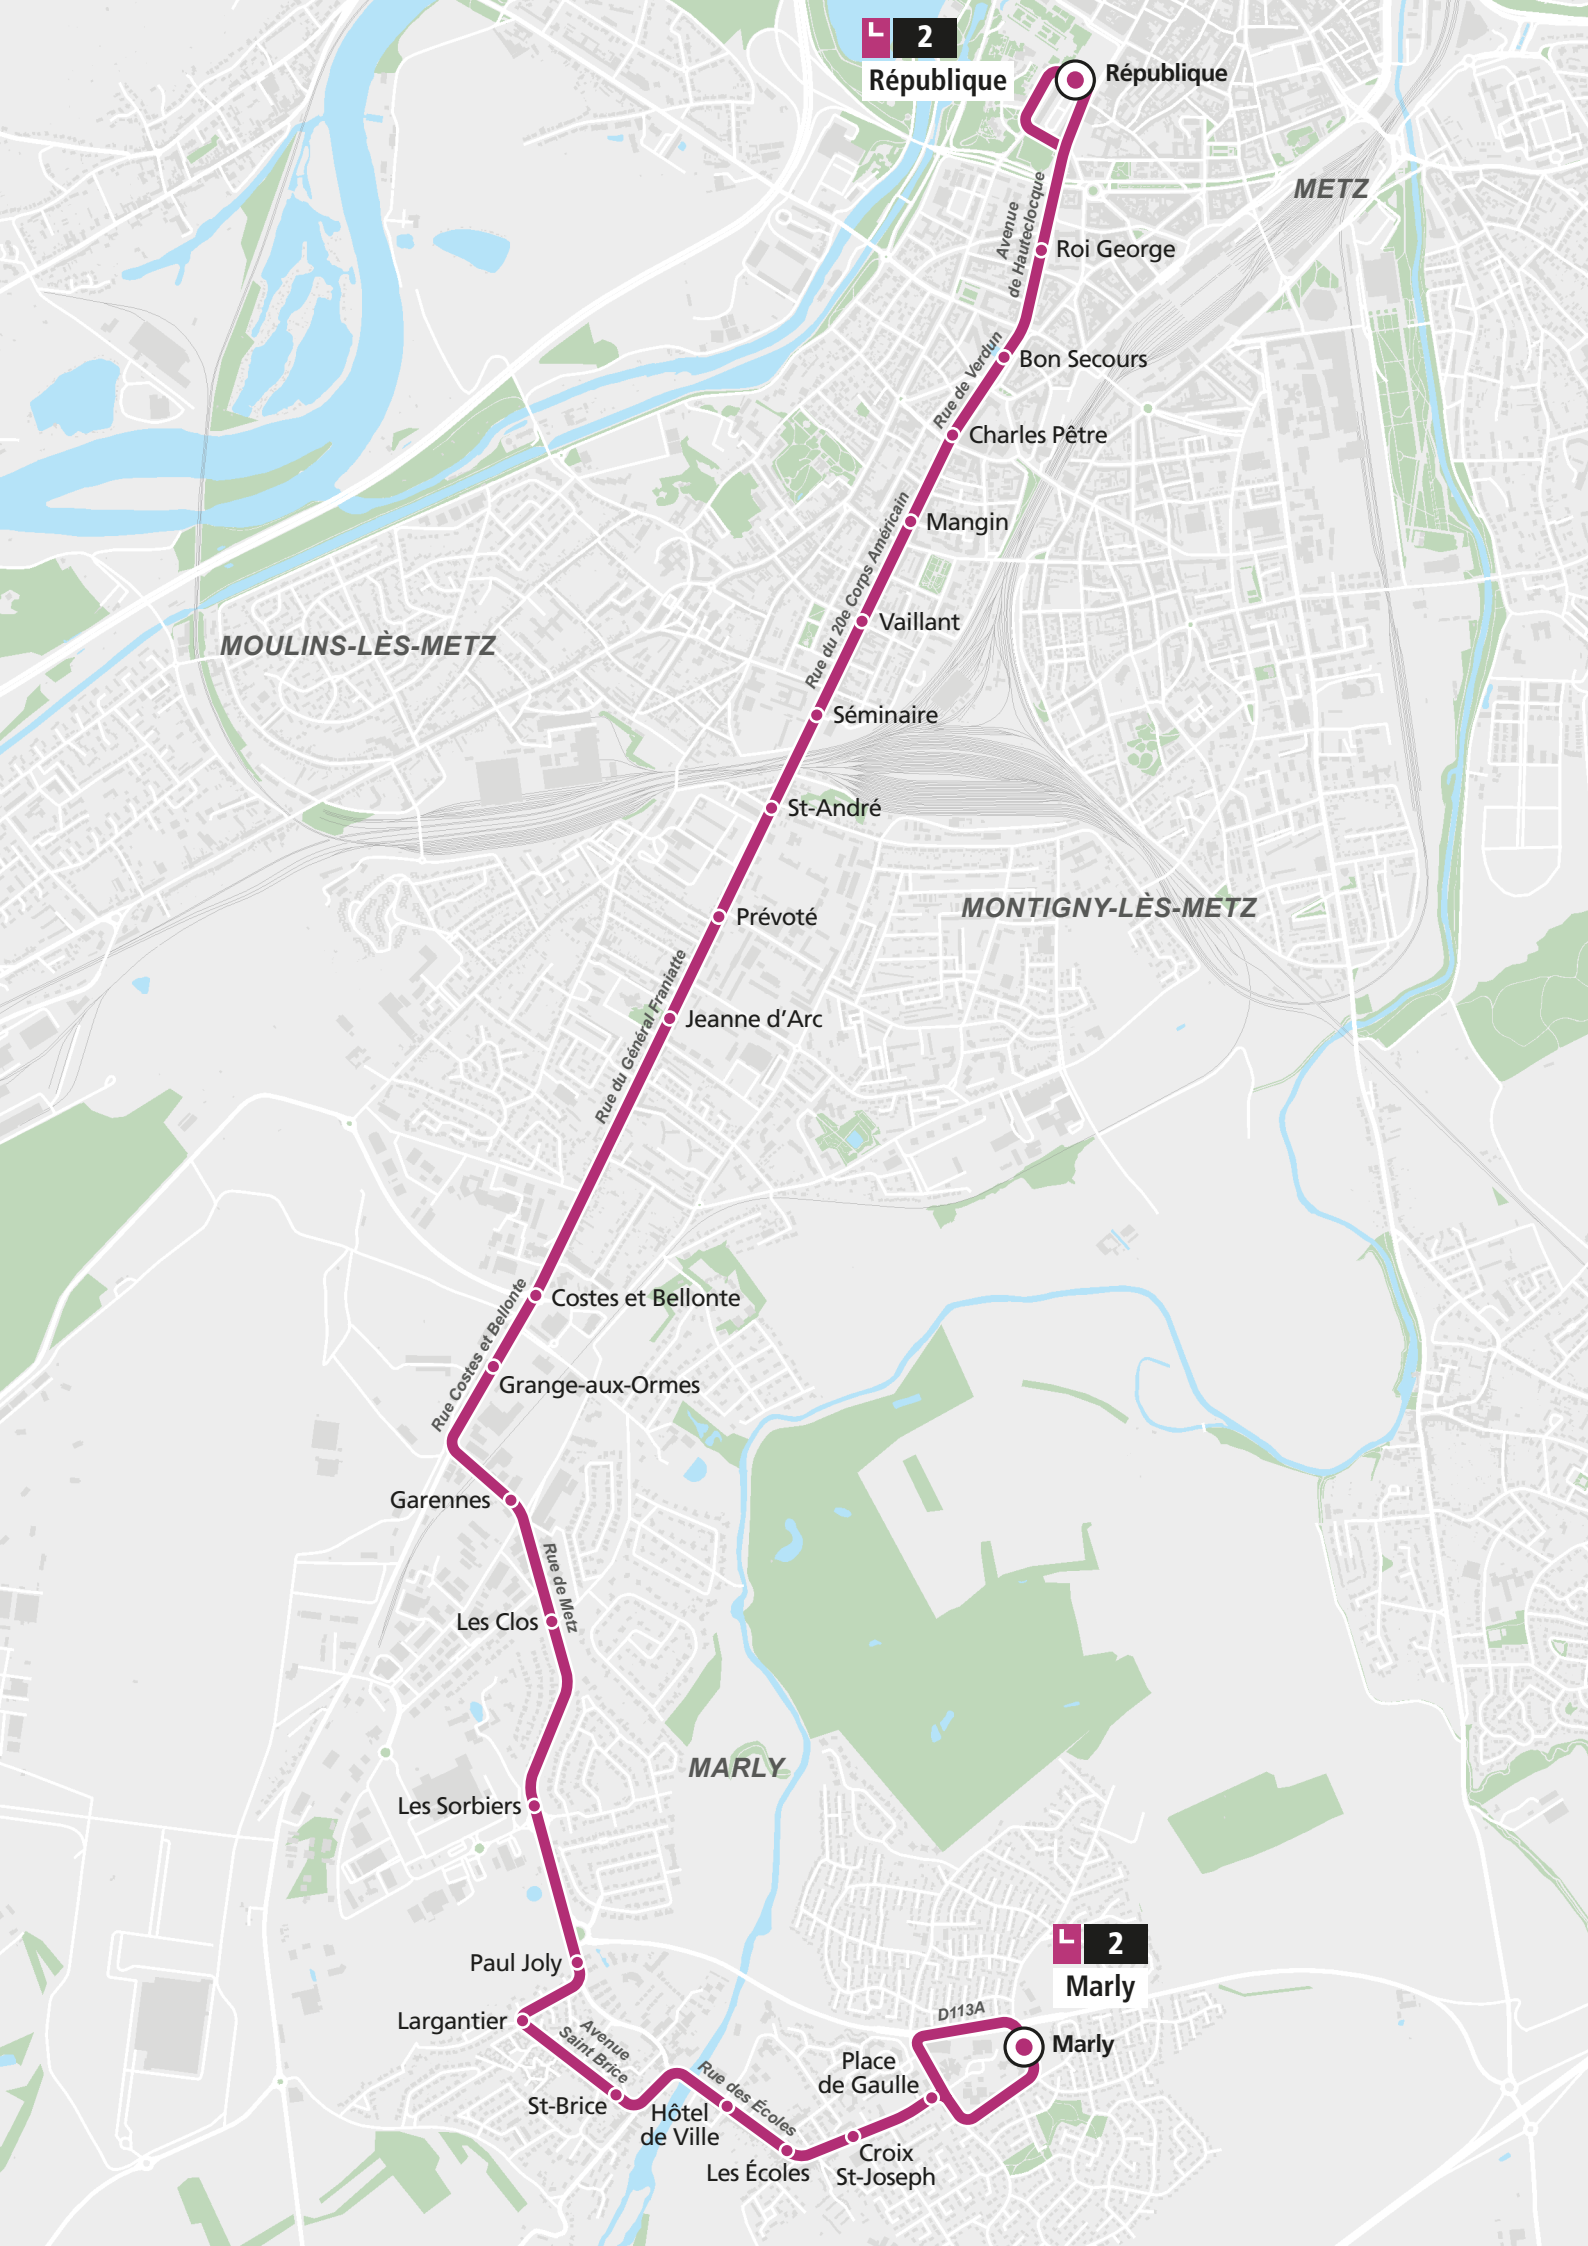 2
République
République
METZ
Avenue
de Hauteclocque
Roi George
Rue de Verdun
Bon Secours
Charles Pêtre
Rue du 20e Corps Américain
Mangin
Vaillant
MOULINS-LÈS-METZ
Séminaire
St-André
MONTIGNY-LÈS-METZ
Prévoté
Rue du Général Franiatte
Jeanne d’Arc
Rue Costes et Bellonte
Costes et Bellonte
Grange-aux-Ormes
Garennes
Rue de Metz
Les Clos
MARLY
Les Sorbiers
2
Marly
Paul Joly
Largantier
D113A
Marly
Avenue
Saint Brice
Place
de Gaulle
St-Brice
Rue des Écoles
Hôtel
de Ville
Les Écoles
Croix
St-Joseph